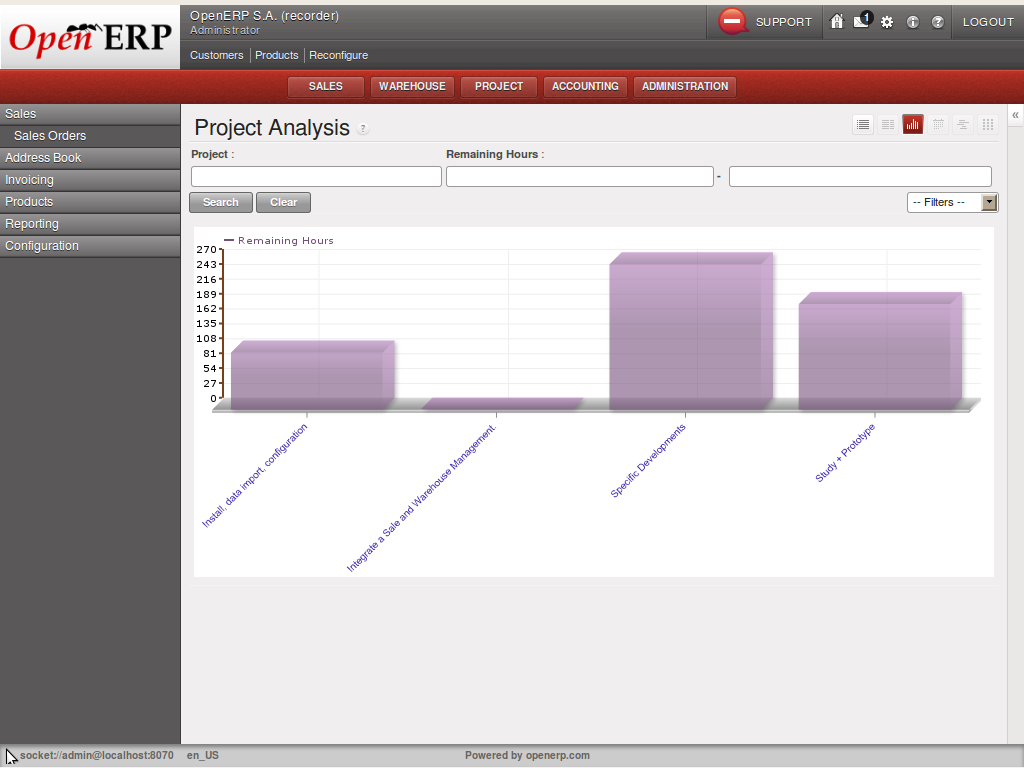 Open ERP
OpenERP S.A. (recorder)
Administrator
Customers Products Reconfigure
SUPPORT
1
LOGOUT
SALES WAREHOUSE PROJECT ACCOUNTING ADMINISTRATION
Sales
Sales Orders
Address Book
Invoicing
Products
Reporting
Configuration
Project Analysis ?
«
Project : Remaining Hours :
-
Search Clear
-- Filters --
Remaining Hours
270
243
216
189
162
135
108
81
54
27
0
Install, data import, configuration
Integrate a Sale and Warehouse Management.
Specific Developments
Study + Prototype
socket://admin@localhost:8070 en_US Powered by openerp.com